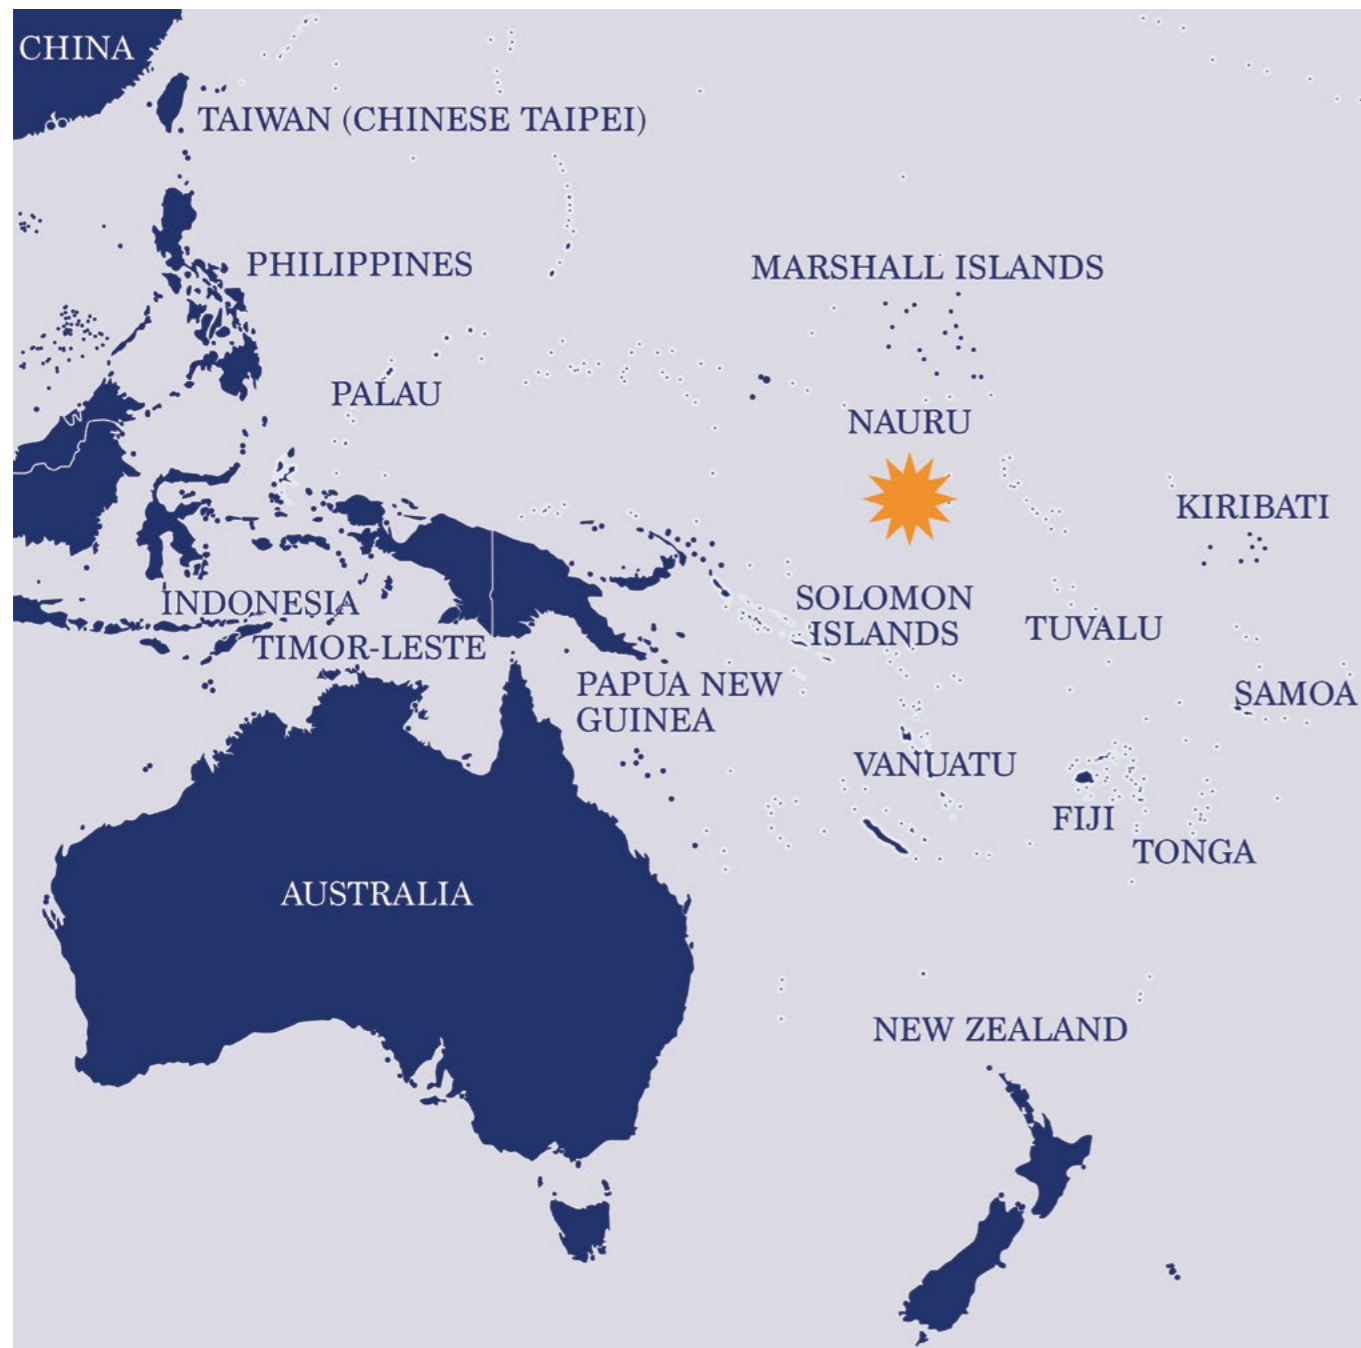 CHINA
TAIWAN (CHINESE TAIPEI)
PHILIPPINES
MARSHALL ISLANDS
PALAU
NAURU
KIRIBATI
INDONESIA
SOLOMON
ISLANDS
TUVALU
TIMOR-LESTE
PAPUA NEW
GUINEA
SAMOA
VANUATU
FIJI
TONGA
AUSTRALIA
NEW ZEALAND